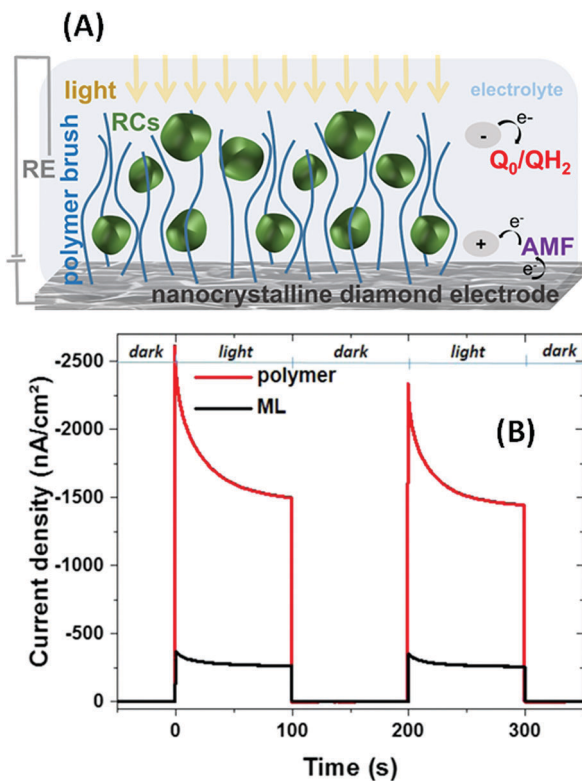 (A)
light
electrolyte
RCs
e-
-
Q₀/QH₂
RE
polymer brush
e-
+
AMF
e-
nanocrystalline diamond electrode
dark light dark light dark
-2500
polymer
ML
(B)
-2000
-1500
-1000
-500
0
Current density (nA/cm²)
0 100 200 300
Time (s)